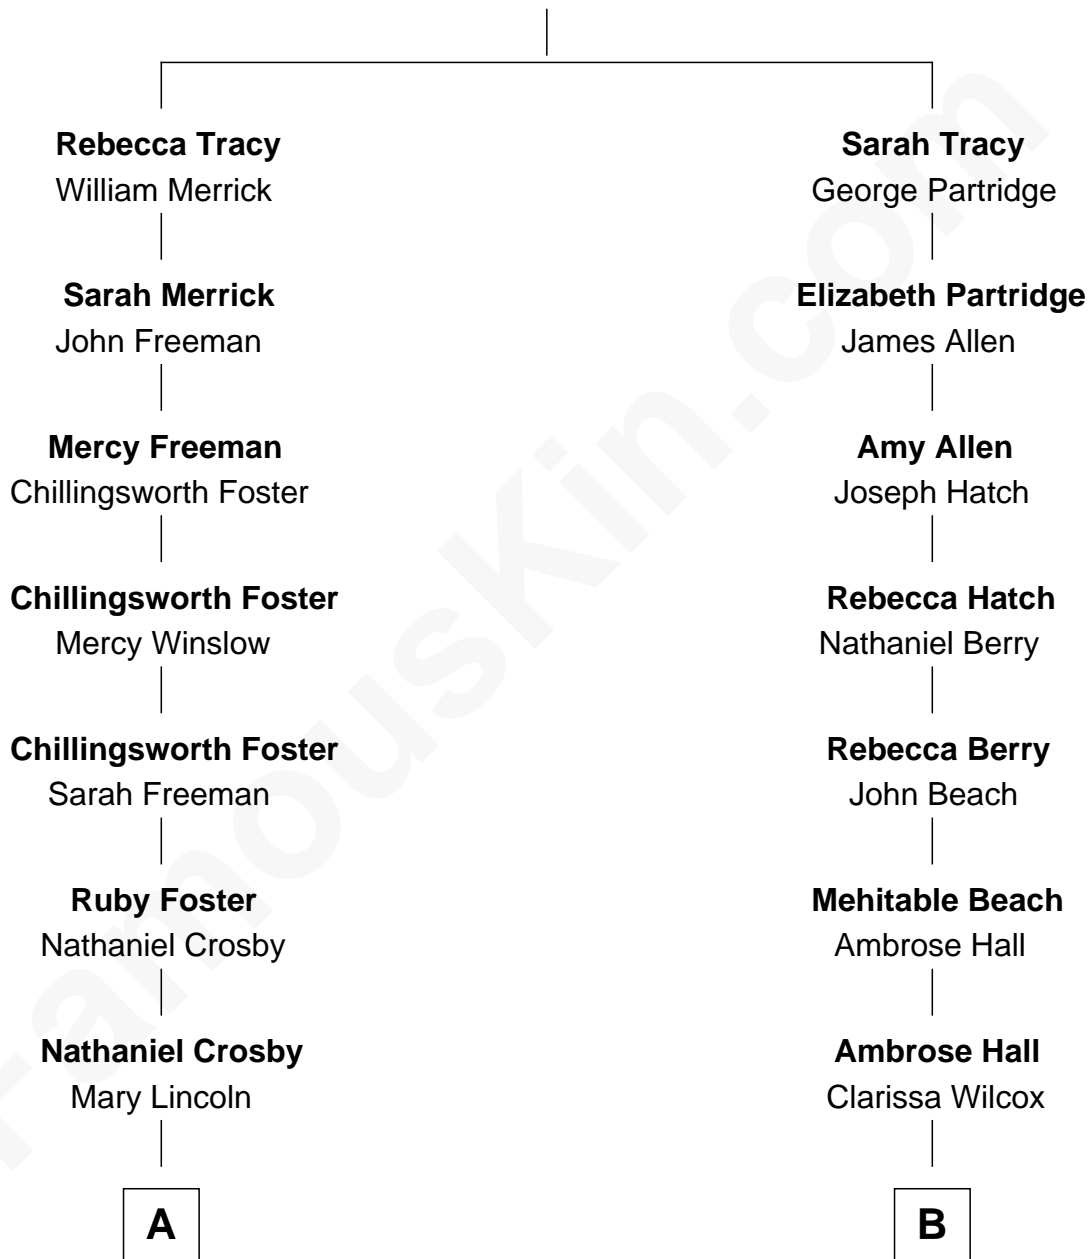 Rebecca Tracy
William Merrick
Sarah Merrick
John Freeman
Mercy Freeman
Chillingsworth Foster
Chillingsworth Foster
Mercy Winslow
Chillingsworth Foster
Sarah Freeman
Ruby Foster
Nathaniel Crosby
Nathaniel Crosby
Mary Lincoln
A
Sarah Tracy
George Partridge
Elizabeth Partridge
James Allen
Amy Allen
Joseph Hatch
Rebecca Hatch
Nathaniel Berry
Rebecca Berry
John Beach
Mehitable Beach
Ambrose Hall
Ambrose Hall
Clarissa Wilcox
B
FamousKin.com